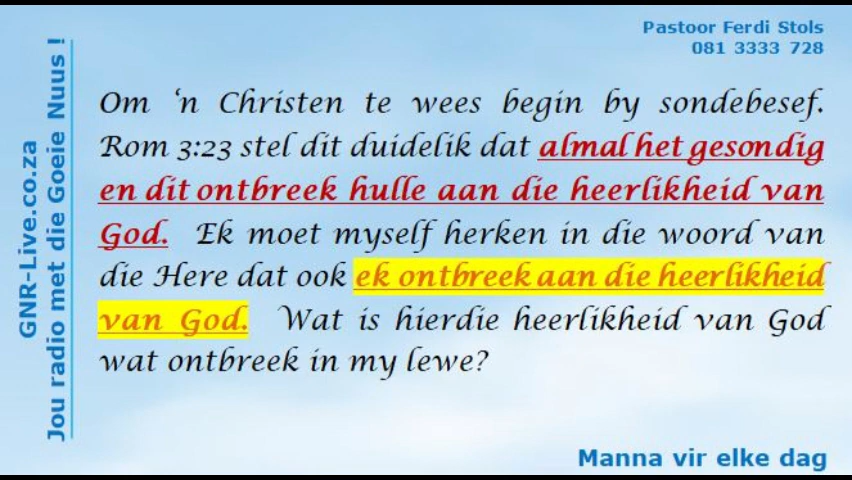 Pastoor Ferdi Stols
081 3333 728
GNR-Live.co.za
Jou radio met die Goeie Nuus !
Om ‘n Christen te wees begin by sondebesef.
Rom 3:23 stel dit duidelik dat almal het gesondig
en dit ontbreek hulle aan die heerlikheid van
God. Ek moet myself herken in die woord van
die Here dat ook ek ontbreek aan die heerlikheid
van God. Wat is hierdie heerlikheid van God
wat ontbreek in my lewe?
Manna vir elke dag